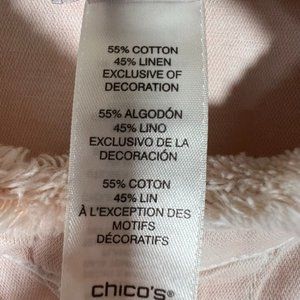 55% COTTON
45% LINEN
EXCLUSIVE OF
DECORATION
55% ALGODÓN
45% LINO
EXCLUSIVO DE LA
DECORACIÓN
55% COTON
45% LIN
À L'EXCEPTION DES
MOTIFS
DÉCORATIFS
chico's®